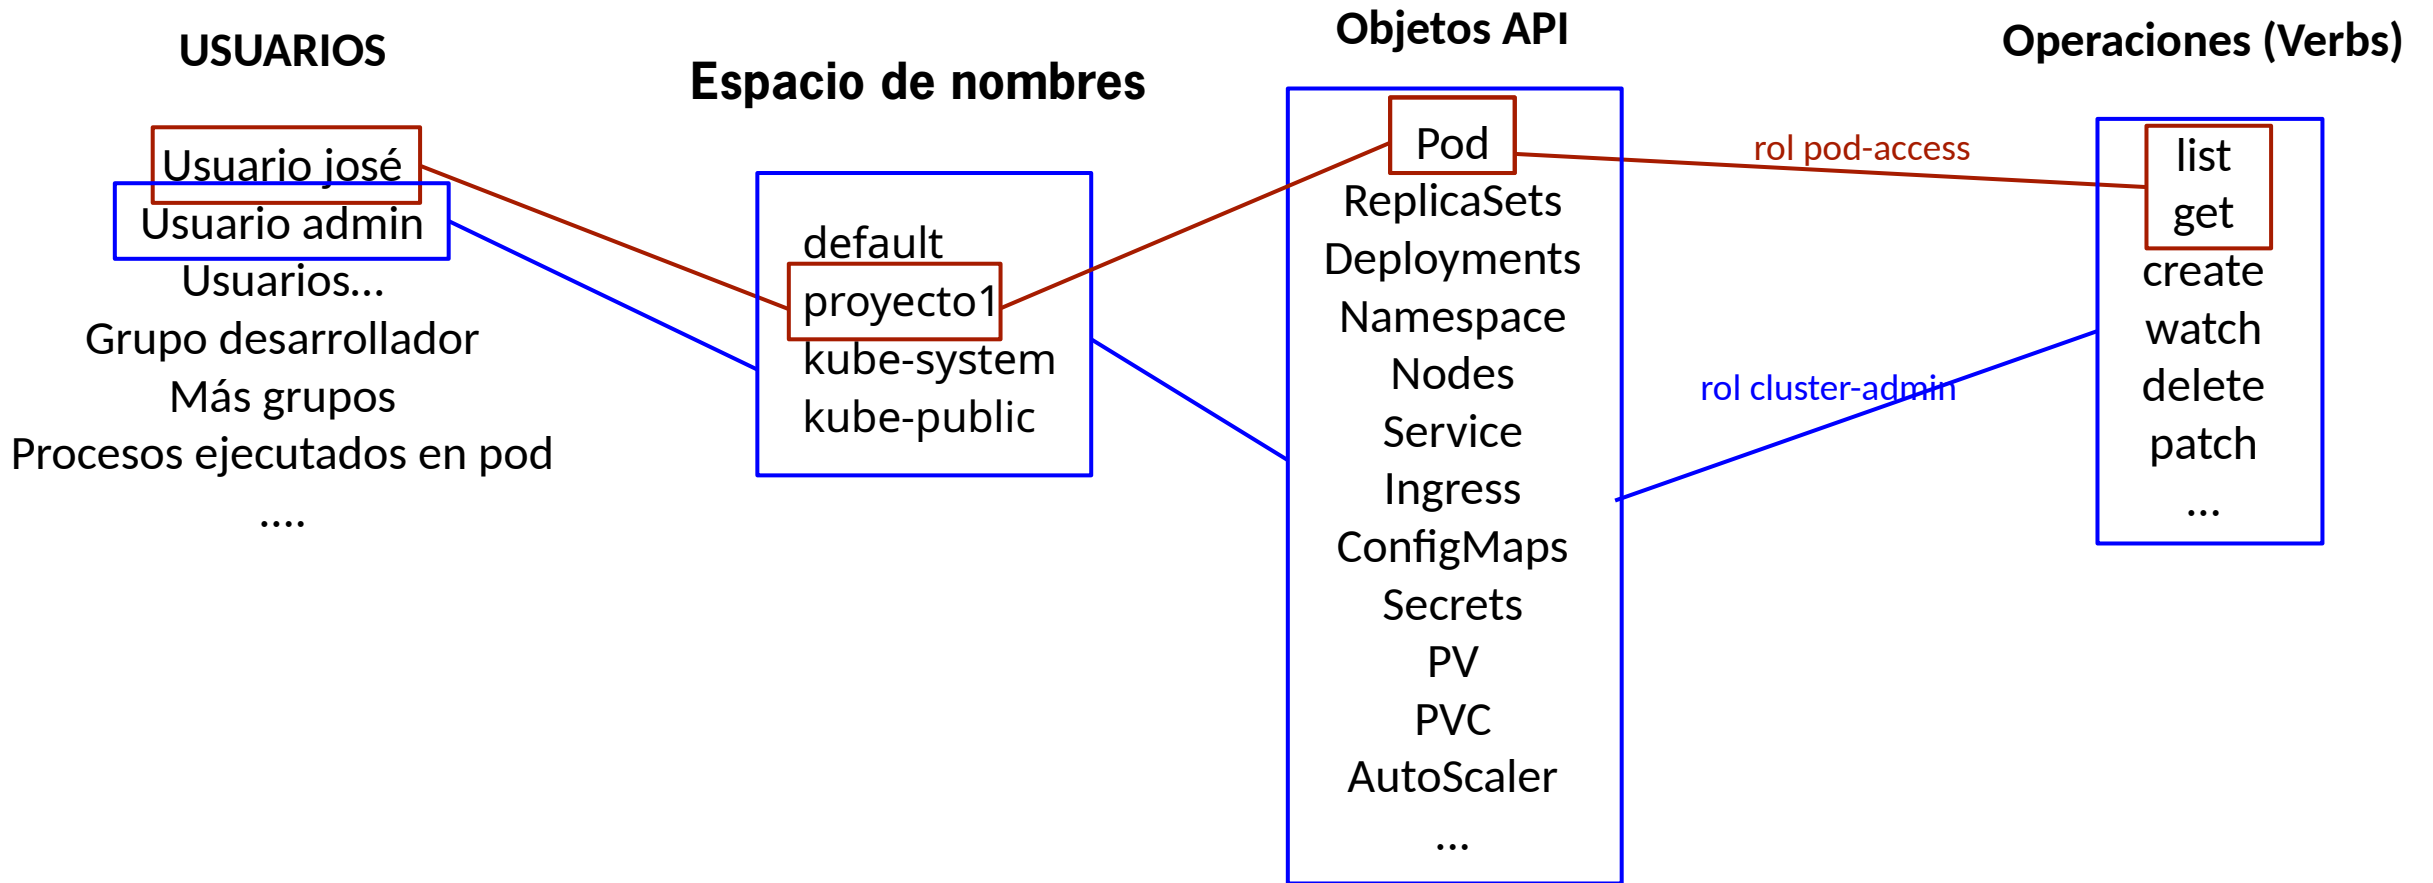 USUARIOS
Usuario josé
Usuario admin
Usuarios...
Grupo desarrollador
Más grupos
Procesos ejecutados en pod
....
Espacio de nombres
default
proyecto1
kube-system
kube-public
Objetos API
Pod
ReplicaSets
Deployments
Namespace
Nodes
Service
Ingress
ConfigMaps
Secrets
PV
PVC
AutoScaler
...
rol pod-access
rol cluster-admin
Operaciones (Verbs)
list
get
create
watch
delete
patch
...